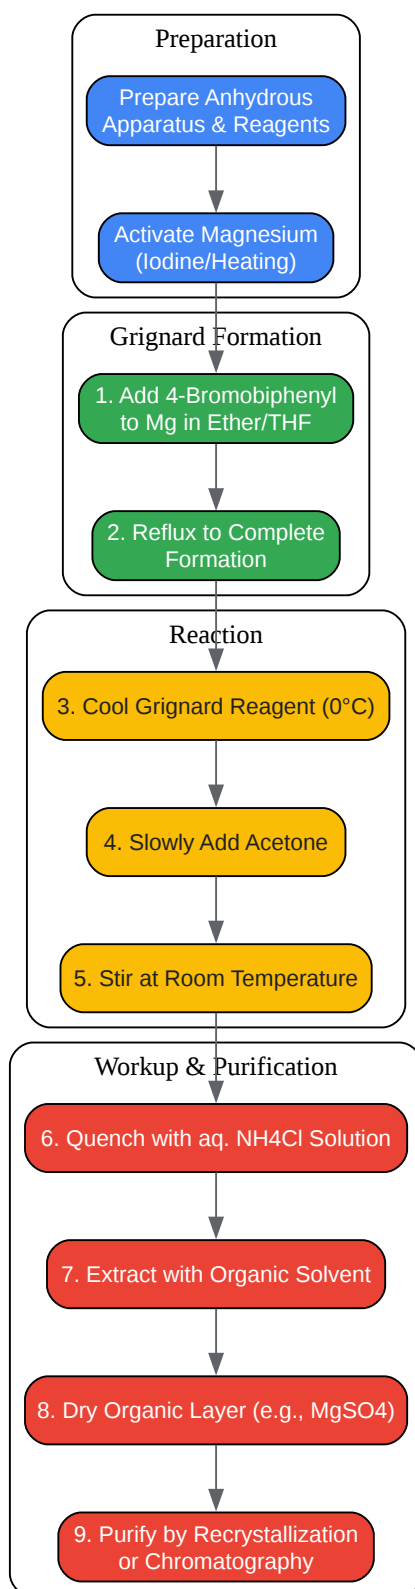 Preparation
Prepare Anhydrous
Apparatus & Reagents
Activate Magnesium
(Iodine/Heating)
Grignard Formation
1. Add 4-Bromobiphenyl
to Mg in Ether/THF
2. Reflux to Complete
Formation
Reaction
3. Cool Grignard Reagent (0°C)
4. Slowly Add Acetone
5. Stir at Room Temperature
Workup & Purification
6. Quench with aq. NH4Cl Solution
7. Extract with Organic Solvent
8. Dry Organic Layer (e.g., MgSO4)
9. Purify by Recrystallization
or Chromatography